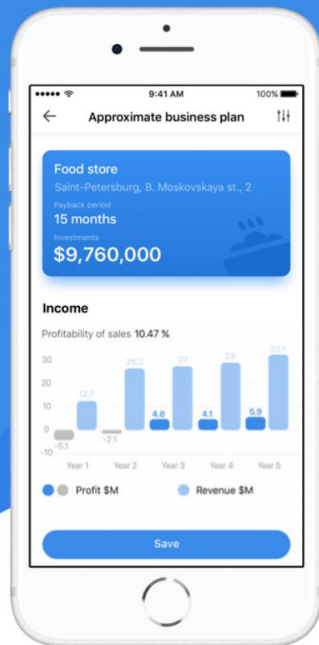 9:41 AM
100%
Approximate business plan
Food store
Saint-Petersburg, B. Moskovskaya st., 2
Payback period
15 months
Investments
$9,760,000
Income
Profitability of sales 10.47 %
30
20
10
0
-10
-5.1
12.7
-2.1
26.2
4.8
27
4.1
29
5.9
Year 1
Year 2
Year 3
Year 4
Year 5
Profit $M
Revenue $M
Save